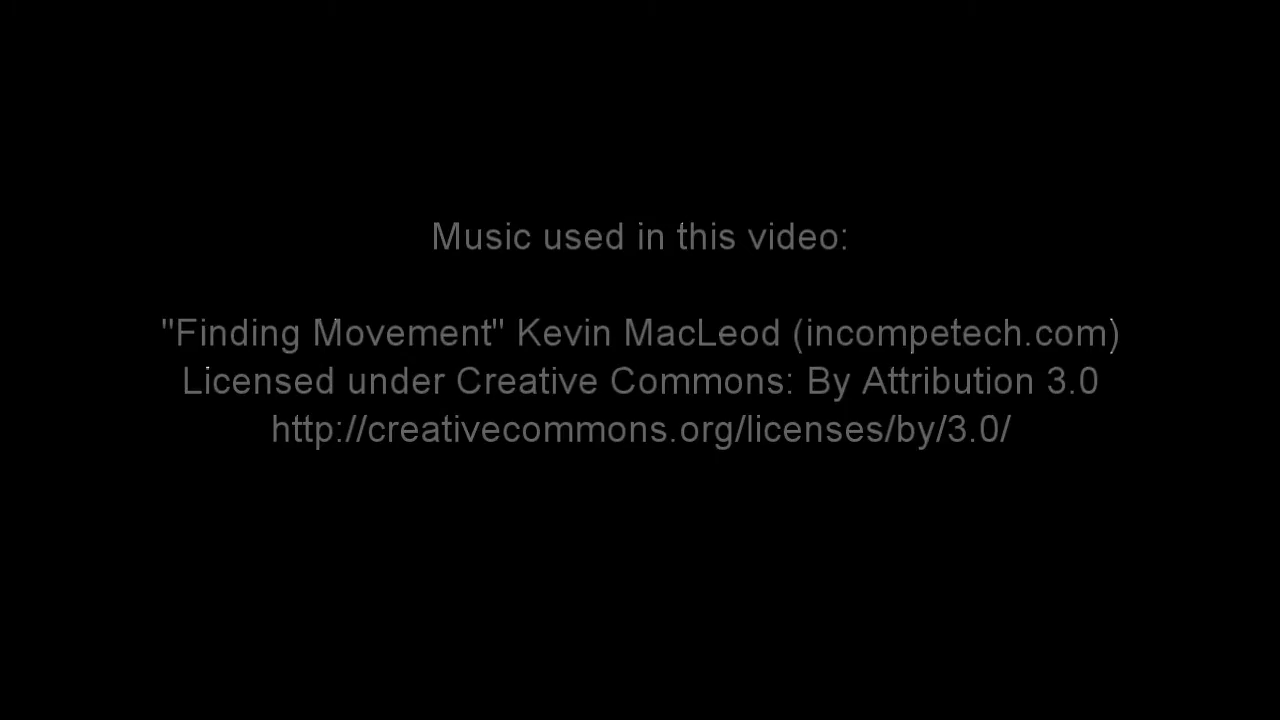 Music used in this video:
"Finding Movement" Kevin MacLeod (incompetech.com)
Licensed under Creative Commons: By Attribution 3.0
http://creativecommons.org/licenses/by/3.0/